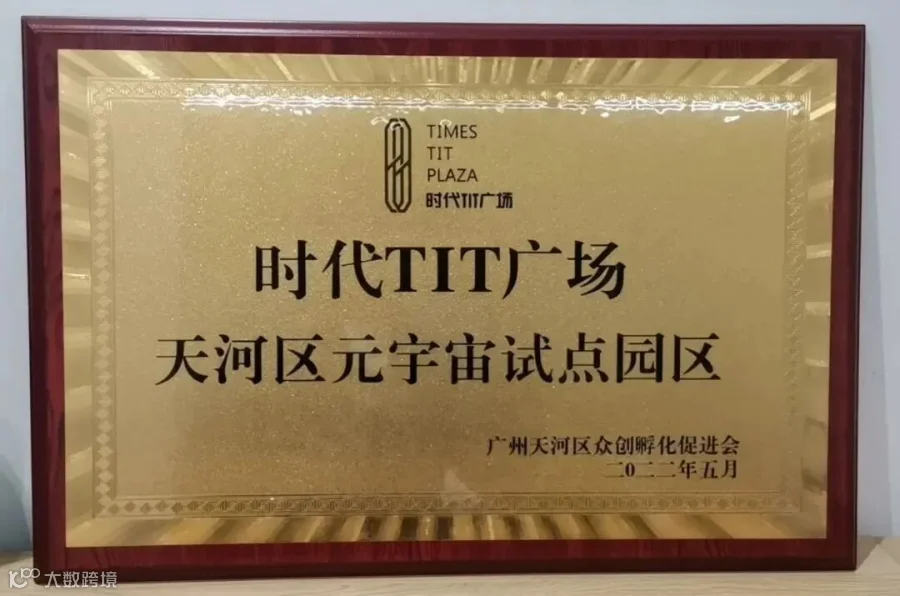 TIMES
TIT
PLAZA
时代TIT广场
时代TIT广场
天河区元宇宙试点园区
广州天河区众创孵化促进会
二〇二二年五月
大数跨境